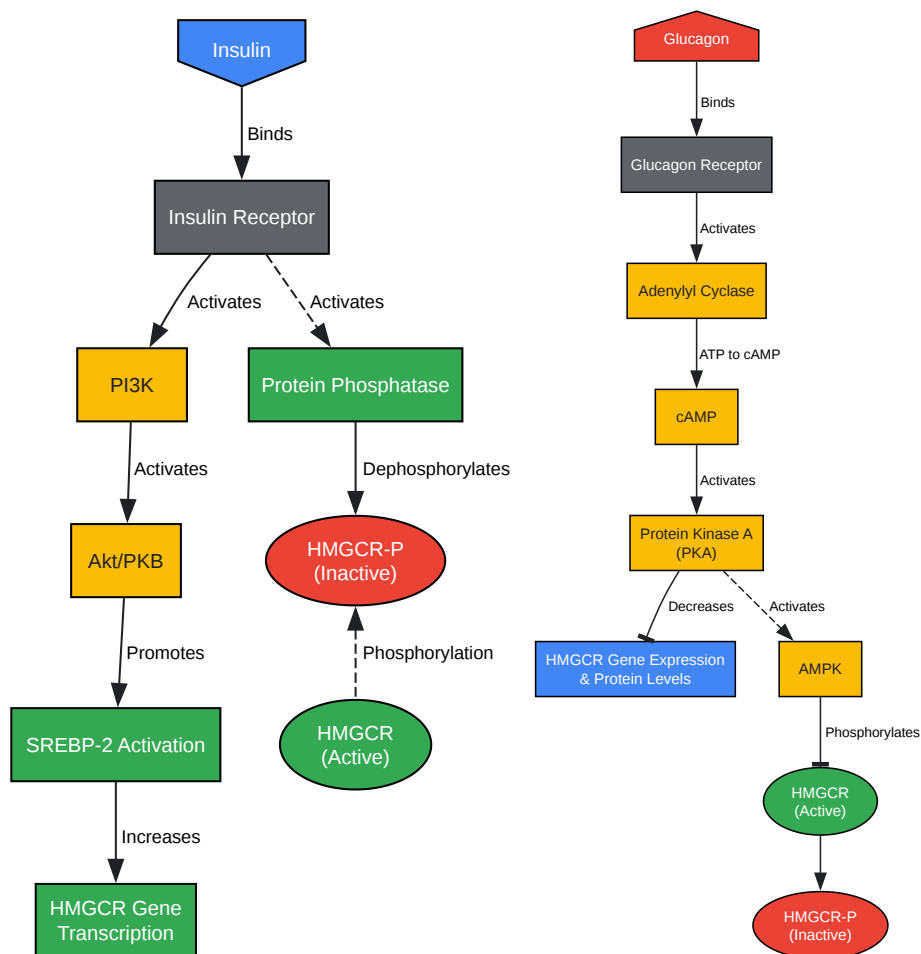 Insulin
Binds
Insulin Receptor
Activates
Activates
PI3K
Protein Phosphatase
Activates
Dephosphorylates
Akt/PKB
HMGCR-P
(Inactive)
Promotes
Phosphorylation
SREBP-2 Activation
HMGCR
(Active)
Increases
HMGCR Gene
Transcription
Glucagon
Binds
Glucagon Receptor
Activates
Adenylyl Cyclase
ATP to cAMP
cAMP
Activates
Protein Kinase A
(PKA)
Decreases
Activates
HMGCR Gene Expression
& Protein Levels
AMPK
Phosphorylates
HMGCR
(Active)
HMGCR-P
(Inactive)